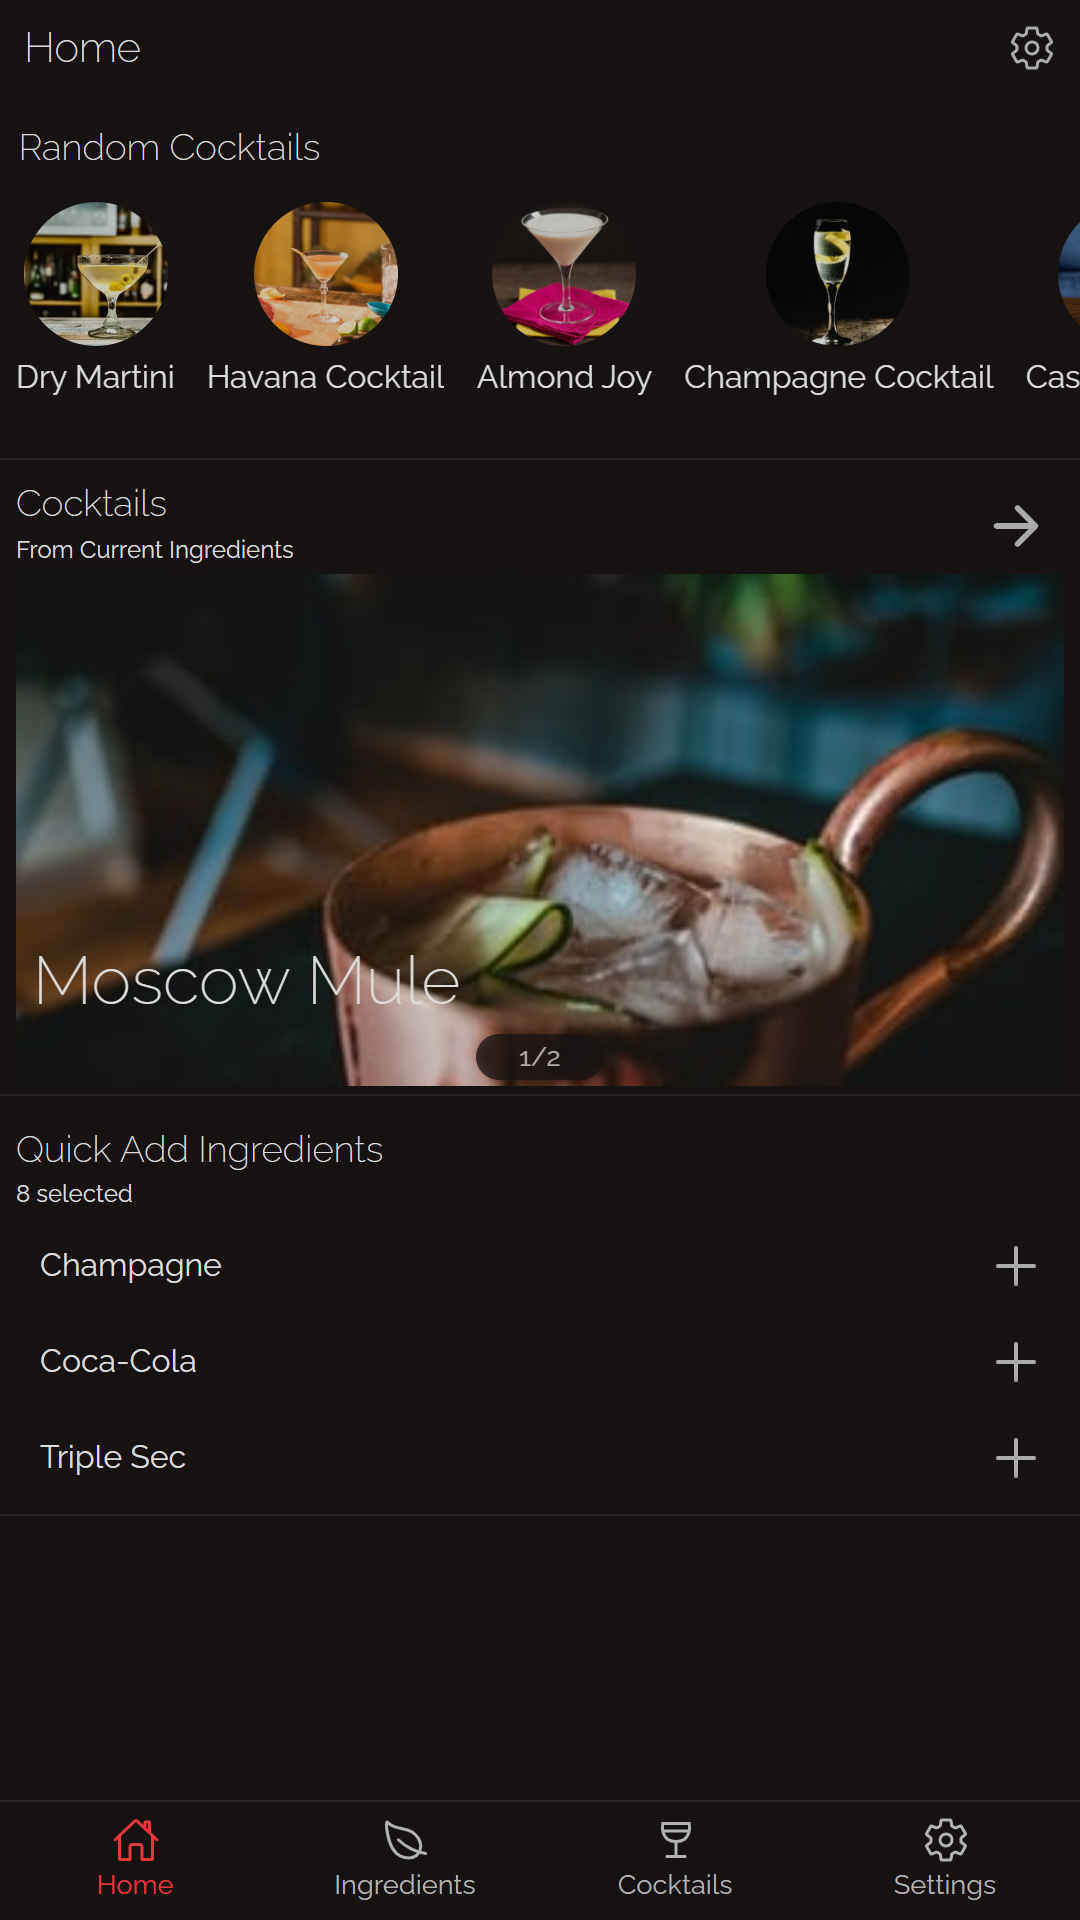 Home
Random Cocktails
Dry Martini
Havana Cocktail
Almond Joy
Champagne Cocktail
Cas
Cocktails
From Current Ingredients
Moscow Mule
1/2
Quick Add Ingredients
8 selected
Champagne
Coca-Cola
Triple Sec
Home
Ingredients
Cocktails
Settings